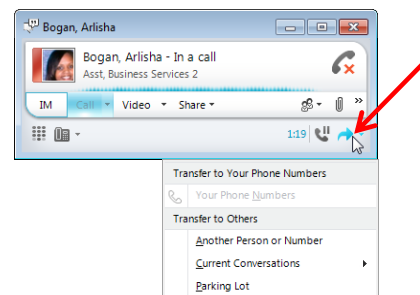 Bogan, Arlisha
Bogan, Arlisha - In a call
Asst, Business Services 2
IM Call Video Share
1:19
Transfer to Your Phone Numbers
Your Phone Numbers
Transfer to Others
Another Person or Number
Current Conversations
Parking Lot